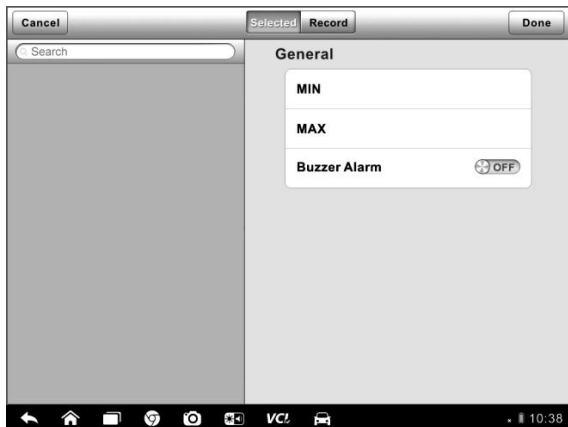 Cancel
Selected Record
Done
Search
General
MIN
MAX
Buzzer Alarm
OFF
VCI
10:38